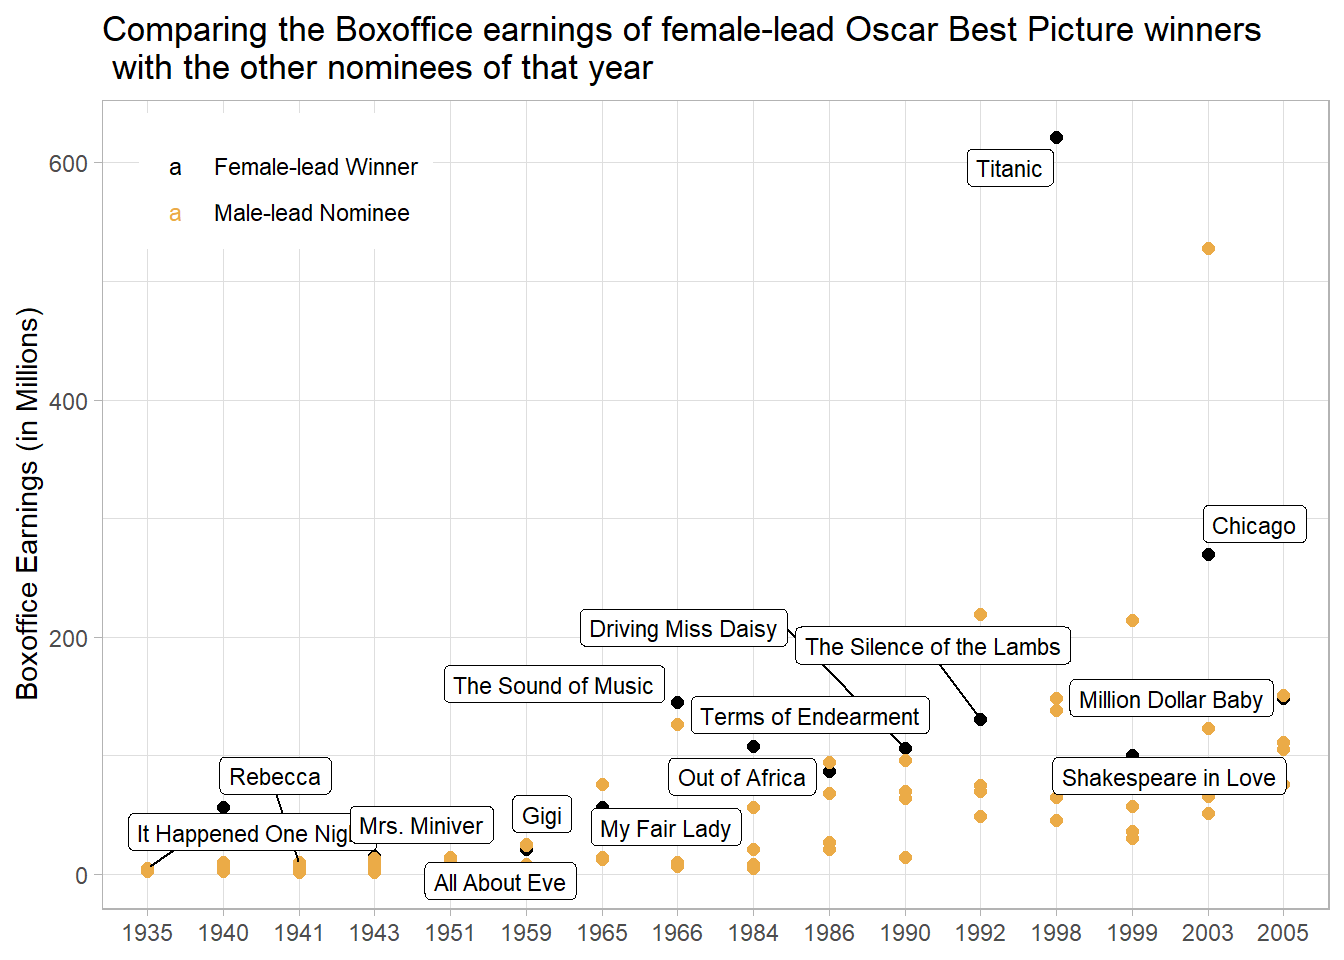 Comparing the Boxoffice earnings of female-lead Oscar Best Picture winners
with the other nominees of that year
Boxoffice Earnings (in Millions)
600
400
200
0
a Female-lead Winner
a Male-lead Nominee
Titanic
Chicago
Driving Miss Daisy
The Silence of the Lambs
The Sound of Music
Million Dollar Baby
Terms of Endearment
Rebecca
Out of Africa
Shakespeare in Love
Gigi
Mrs. Miniver
My Fair Lady
It Happened One Nig
All About Eve
1935 1940 1941 1943 1951 1959 1965 1966 1984 1986 1990 1992 1998 1999 2003 2005